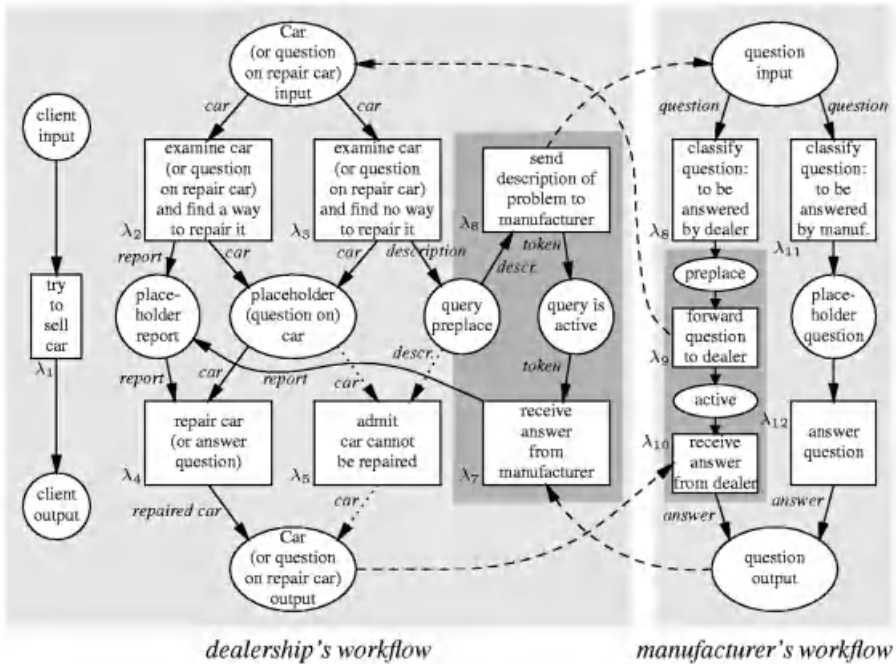 Car
(or question
on repair car)
input
question
input
client
input
car
car
question
question
examine car
(or question
on repair car)
and find a way
to repair it
λ2
examine car
(or question
on repair car)
and find no way
to repair it
λ3
send
description of
problem to
manufacturer
λ6
classify
question:
to be
answered
by dealer
λ8
classify
question:
to be
answered
by manuf.
λ11
report
car
car
description
descr.
token
try
to
sell
car
λ1
place-
holder
report
placeholder
(question on)
car
query
preplace
query is
active
preplace
forward
question
to dealer
λ9
active
place-
holder
question
report
car
report
car
descr.
token
repair car
(or answer
question)
λ4
admit
car cannot
be repaired
λ5
receive
answer
from
manufacturer
λ7
λ10
receive
answer
from dealer
λ12
answer
question
client
output
repaired car
car
answer
answer
Car
(or question
on repair car)
output
question
output
dealership's workflow
manufacturer's workflow